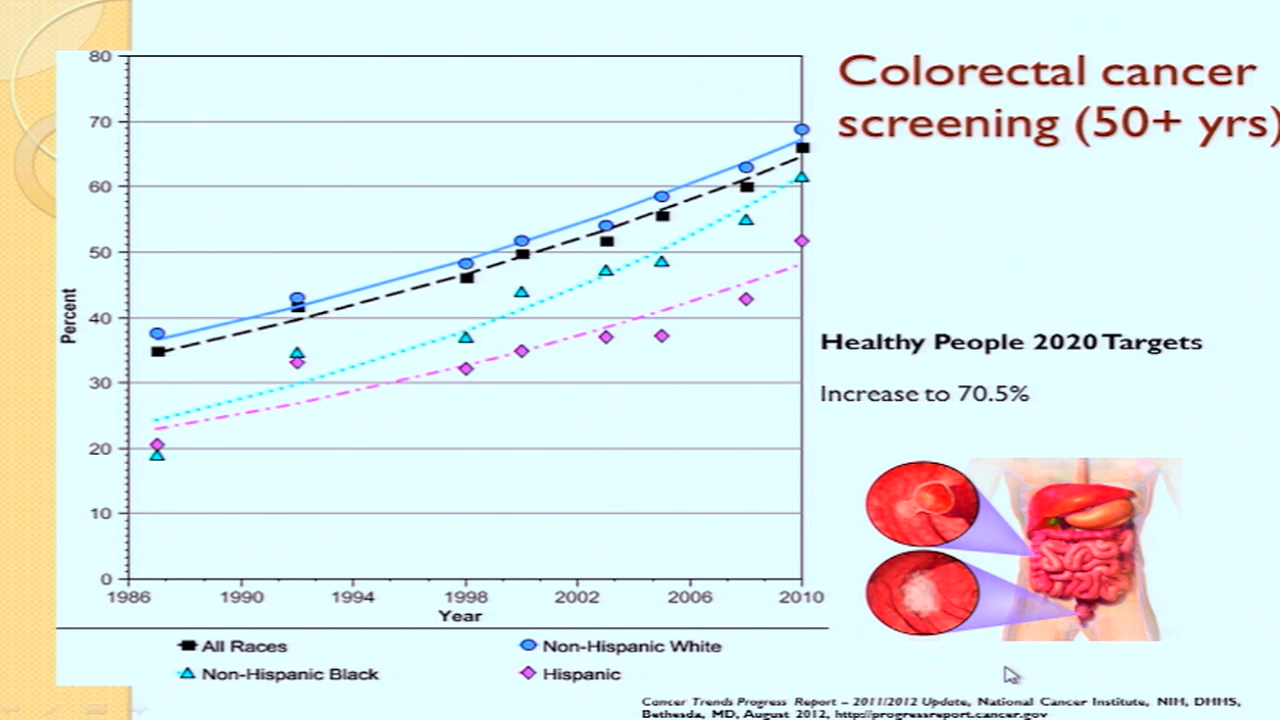 Colorectal cancer
screening (50+ yrs)
80
70
60
50
40
30
20
10
0
Percent
1986 1990 1994 1998 2002 2006 2010
Year
All Races
Non-Hispanic White
Non-Hispanic Black
Hispanic
Healthy People 2020 Targets
Increase to 70.5%
Cancer Trends Progress Report – 2011/2012 Update, National Cancer Institute, NIH, DHHS,
Bethesda, MD, August 2012, http://progressreport.cancer.gov